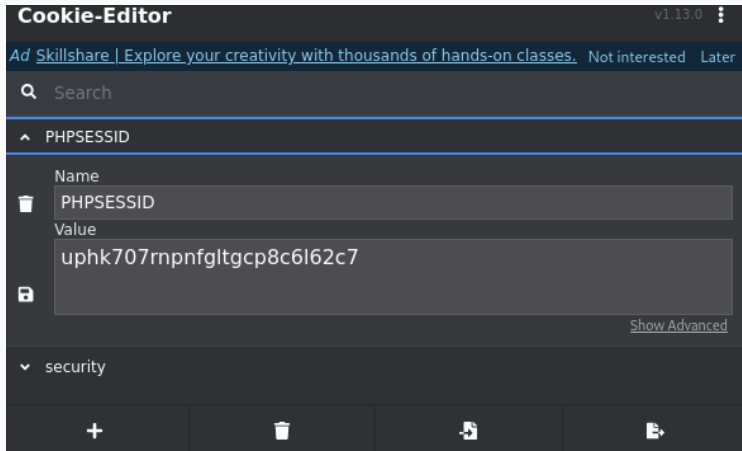 Cookie-Editor v1.13.0
Ad Skillshare | Explore your creativity with thousands of hands-on classes. Not interested Later
Search
PHPSESSID
Name
PHPSESSID
Value
uphk707rnpnfgltgcp8c6l62c7
Show Advanced
security